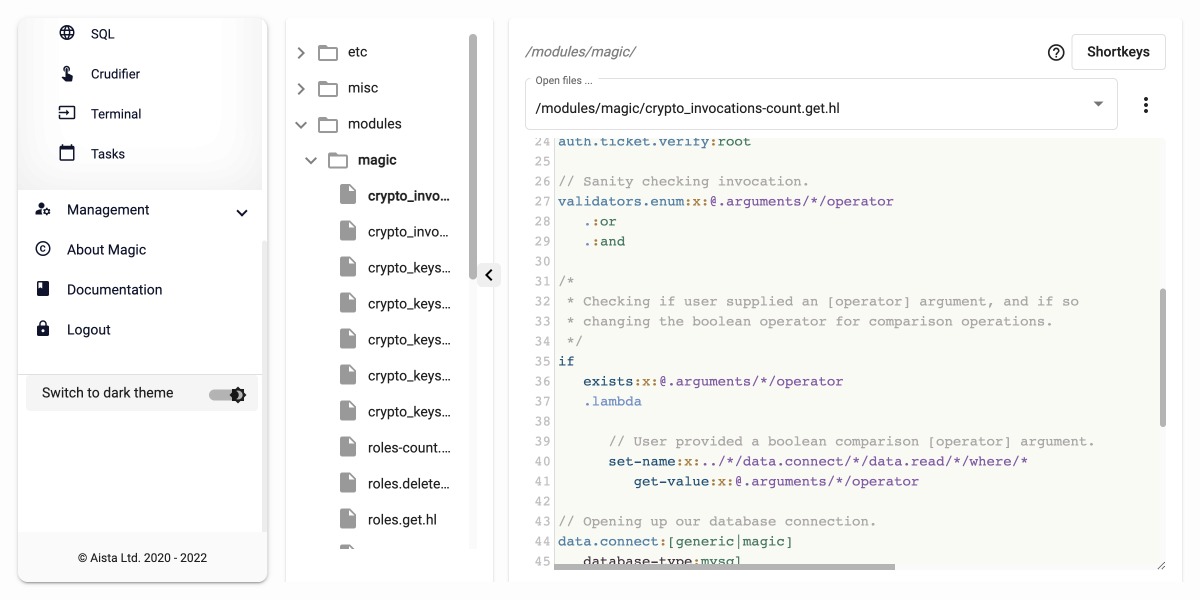 SQL
Crudifier
Terminal
Tasks
Management
About Magic
Documentation
Logout
Switch to dark theme
© Aista Ltd. 2020 - 2022
etc
misc
modules
magic
crypto_invo...
crypto_invo...
crypto_keys...
crypto_keys...
crypto_keys...
crypto_keys...
crypto_keys...
roles-count....
roles.delete...
roles.get.hl
/modules/magic/
Shortkeys
Open files ...
/modules/magic/crypto_invocations-count.get.hl
24 auth.ticket.verify:root
25
26 // Sanity checking invocation.
27 validators.enum:x:@.arguments/*/operator
28    .:or
29    .:and
30
31 /*
32  * Checking if user supplied an [operator] argument, and if so
33  * changing the boolean operator for comparison operations.
34  */
35 if
36    exists:x:@.arguments/*/operator
37    .lambda
38
39       // User provided a boolean comparison [operator] argument.
40       set-name:x:../*/data.connect/*/data.read/*/where/*
41          get-value:x:@.arguments/*/operator
42
43 // Opening up our database connection.
44 data.connect:[generic|magic]
45    database-type:mysql